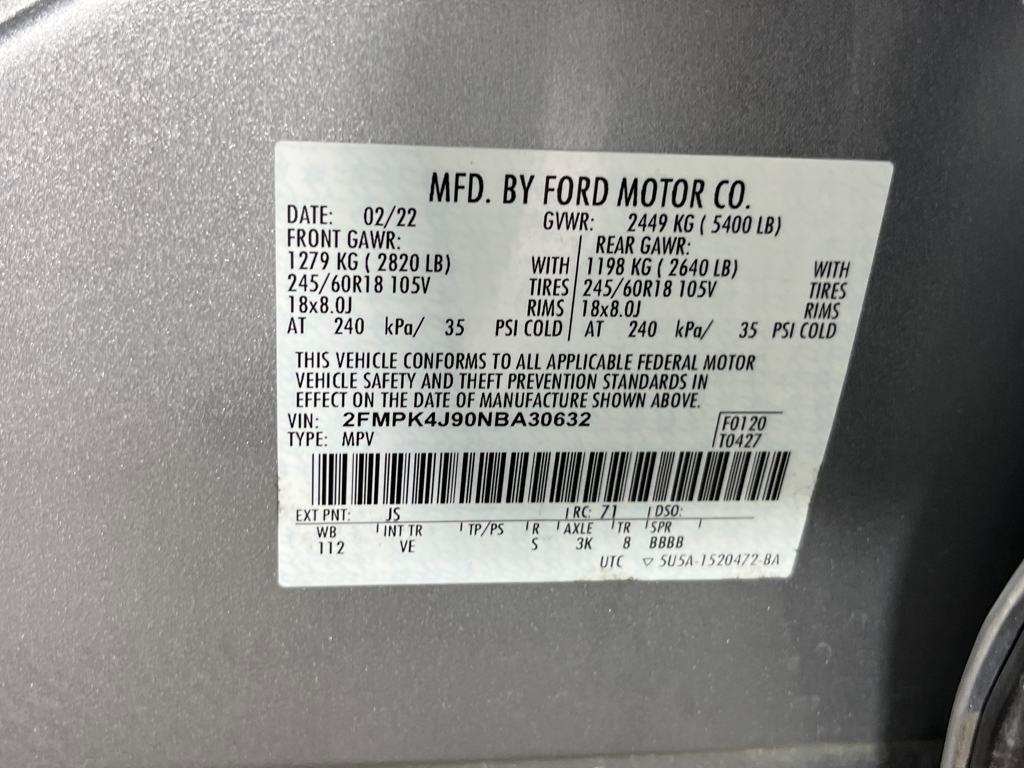 MFD. BY FORD MOTOR CO.
DATE: 02/22 GVWR: 2449 KG ( 5400 LB)
FRONT GAWR: REAR GAWR:
1279 KG ( 2820 LB) WITH 1198 KG ( 2640 LB) WITH
245/60R18 105V TIRES 245/60R18 105V TIRES
18x8.0J RIMS 18x8.0J RIMS
AT 240 kPa/ 35 PSI COLD AT 240 kPa/ 35 PSI COLD
THIS VEHICLE CONFORMS TO ALL APPLICABLE FEDERAL MOTOR
VEHICLE SAFETY AND THEFT PREVENTION STANDARDS IN
EFFECT ON THE DATE OF MANUFACTURE SHOWN ABOVE.
VIN: 2FMPK4J90NBA30632 F0120
TYPE: MPV T0427
EXT PNT: JS RC: 71 DSO:
WB INT TR TP/PS R AXLE TR SPR
112 VE S 3K 8 BBBB
UTC ▽ 5U5A-1520472-BA